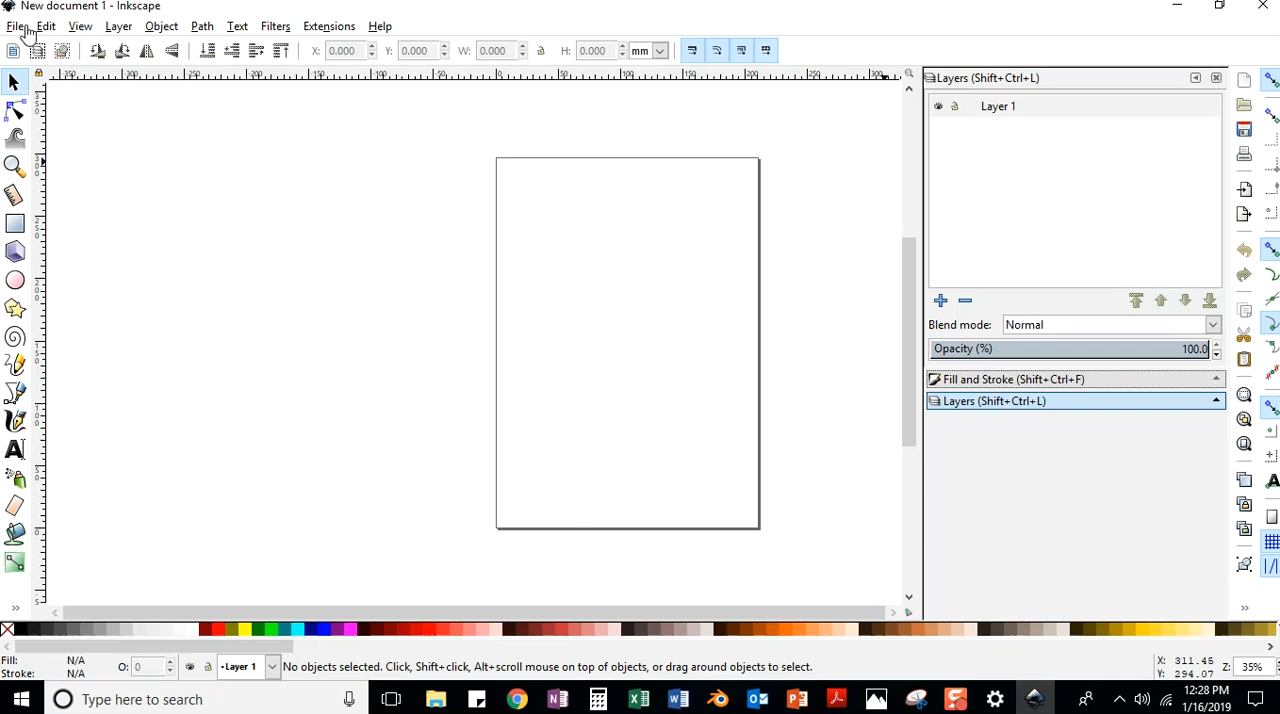 New document 1 - Inkscape
File Edit View Layer Object Path Text Filters Extensions Help
X: 0.000 Y: 0.000 W: 0.000 H: 0.000 mm
Layers (Shift+Ctrl+L)
Layer 1
Blend mode: Normal
Opacity (%) 100.0
Fill and Stroke (Shift+Ctrl+F)
Layers (Shift+Ctrl+L)
Fill: N/A
Stroke: N/A
O: 0
Layer 1
No objects selected. Click, Shift+click, Alt+scroll mouse on top of objects, or drag around objects to select.
X: 311.45
Y: 294.07
Z: 35%
Type here to search
12:28 PM
1/16/2019